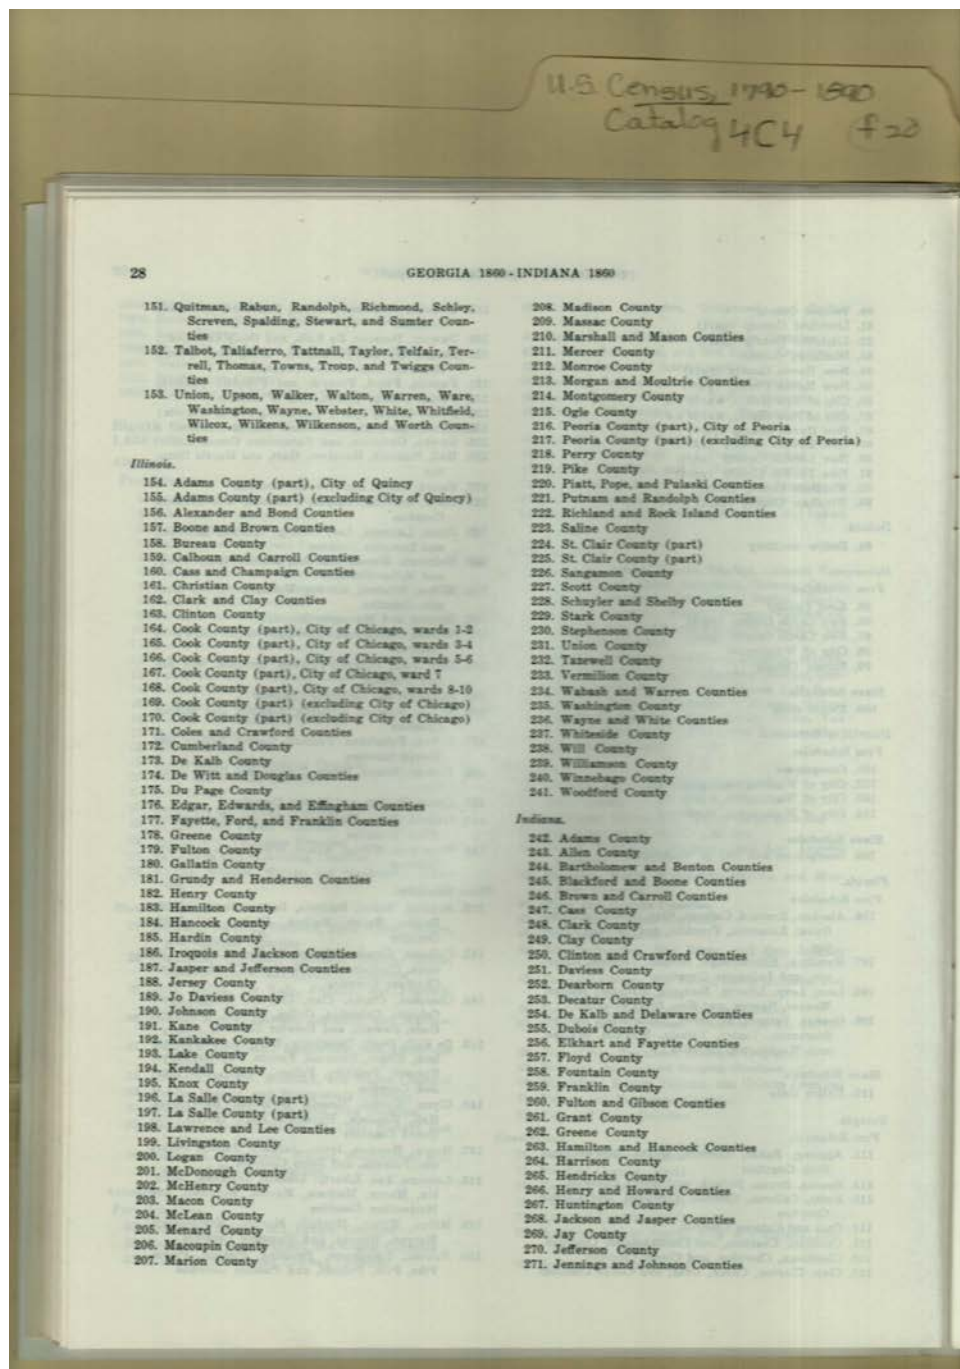 U.S. Census, 1790-1890
Catalog 4C4 f20
28
GEORGIA 1860 - INDIANA 1860
151. Quitman, Rabun, Randolph, Richmond, Schley,
Screven, Spalding, Stewart, and Sumter Coun-
ties
152. Talbot, Taliaferro, Tattnall, Taylor, Telfair, Ter-
rell, Thomas, Towns, Troup, and Twiggs Coun-
ties
153. Union, Upson, Walker, Walton, Warren, Ware,
Washington, Wayne, Webster, White, Whitfield,
Wilcox, Wilkens, Wilkenson, and Worth Coun-
ties
Illinois.
154. Adams County (part), City of Quincy
155. Adams County (part) (excluding City of Quincy)
156. Alexander and Bond Counties
157. Boone and Brown Counties
158. Bureau County
159. Calhoun and Carroll Counties
160. Cass and Champaign Counties
161. Christian County
162. Clark and Clay Counties
163. Clinton County
164. Cook County (part), City of Chicago, wards 1-2
165. Cook County (part), City of Chicago, wards 3-4
166. Cook County (part), City of Chicago, wards 5-6
167. Cook County (part), City of Chicago, ward 7
168. Cook County (part), City of Chicago, wards 8-10
169. Cook County (part) (excluding City of Chicago)
170. Cook County (part) (excluding City of Chicago)
171. Coles and Crawford Counties
172. Cumberland County
173. De Kalb County
174. De Witt and Douglas Counties
175. Du Page County
176. Edgar, Edwards, and Effingham Counties
177. Fayette, Ford, and Franklin Counties
178. Greene County
179. Fulton County
180. Gallatin County
181. Grundy and Henderson Counties
182. Henry County
183. Hamilton County
184. Hancock County
185. Hardin County
186. Iroquois and Jackson Counties
187. Jasper and Jefferson Counties
188. Jersey County
189. Jo Daviess County
190. Johnson County
191. Kane County
192. Kankakee County
193. Lake County
194. Kendall County
195. Knox County
196. La Salle County (part)
197. La Salle County (part)
198. Lawrence and Lee Counties
199. Livingston County
200. Logan County
201. McDonough County
202. McHenry County
203. Macon County
204. McLean County
205. Menard County
206. Macoupin County
207. Marion County
208. Madison County
209. Massac County
210. Marshall and Mason Counties
211. Mercer County
212. Monroe County
213. Morgan and Moultrie Counties
214. Montgomery County
215. Ogle County
216. Peoria County (part), City of Peoria
217. Peoria County (part) (excluding City of Peoria)
218. Perry County
219. Pike County
220. Piatt, Pope, and Pulaski Counties
221. Putnam and Randolph Counties
222. Richland and Rock Island Counties
223. Saline County
224. St. Clair County (part)
225. St. Clair County (part)
226. Sangamon County
227. Scott County
228. Schuyler and Shelby Counties
229. Stark County
230. Stephenson County
231. Union County
232. Tazewell County
233. Vermilion County
234. Wabash and Warren Counties
235. Washington County
236. Wayne and White Counties
237. Whiteside County
238. Will County
239. Williamson County
240. Winnebago County
241. Woodford County
Indiana.
242. Adams County
243. Allen County
244. Bartholomew and Benton Counties
245. Blackford and Boone Counties
246. Brown and Carroll Counties
247. Cass County
248. Clark County
249. Clay County
250. Clinton and Crawford Counties
251. Daviess County
252. Dearborn County
253. Decatur County
254. De Kalb and Delaware Counties
255. Dubois County
256. Elkhart and Fayette Counties
257. Floyd County
258. Fountain County
259. Franklin County
260. Fulton and Gibson Counties
261. Grant County
262. Greene County
263. Hamilton and Hancock Counties
264. Harrison County
265. Hendricks County
266. Henry and Howard Counties
267. Huntington County
268. Jackson and Jasper Counties
269. Jay County
270. Jefferson County
271. Jennings and Johnson Counties